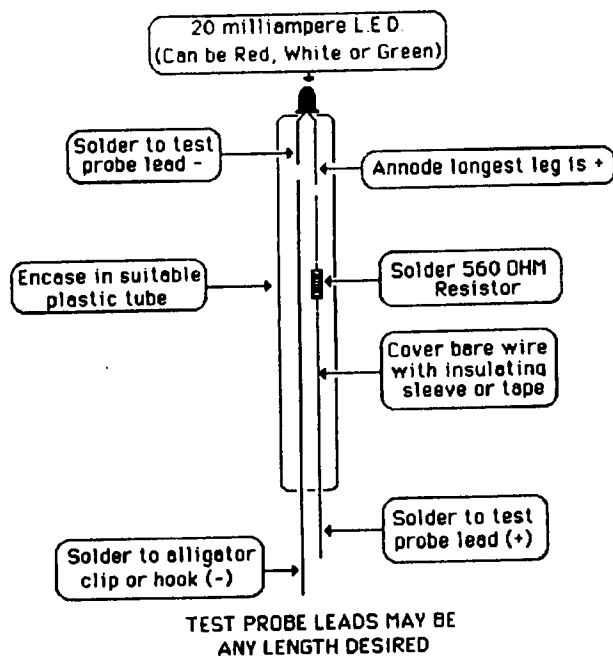 20 milliampere L.E.D.
(Can be Red, White or Green)
Solder to test
probe lead -
Annode longest leg is +
Encase in suitable
plastic tube
Solder 560 OHM
Resistor
Cover bare wire
with insulating
sleeve or tape
Solder to test
probe lead (+)
Solder to alligator
clip or hook (-)
TEST PROBE LEADS MAY BE
ANY LENGTH DESIRED